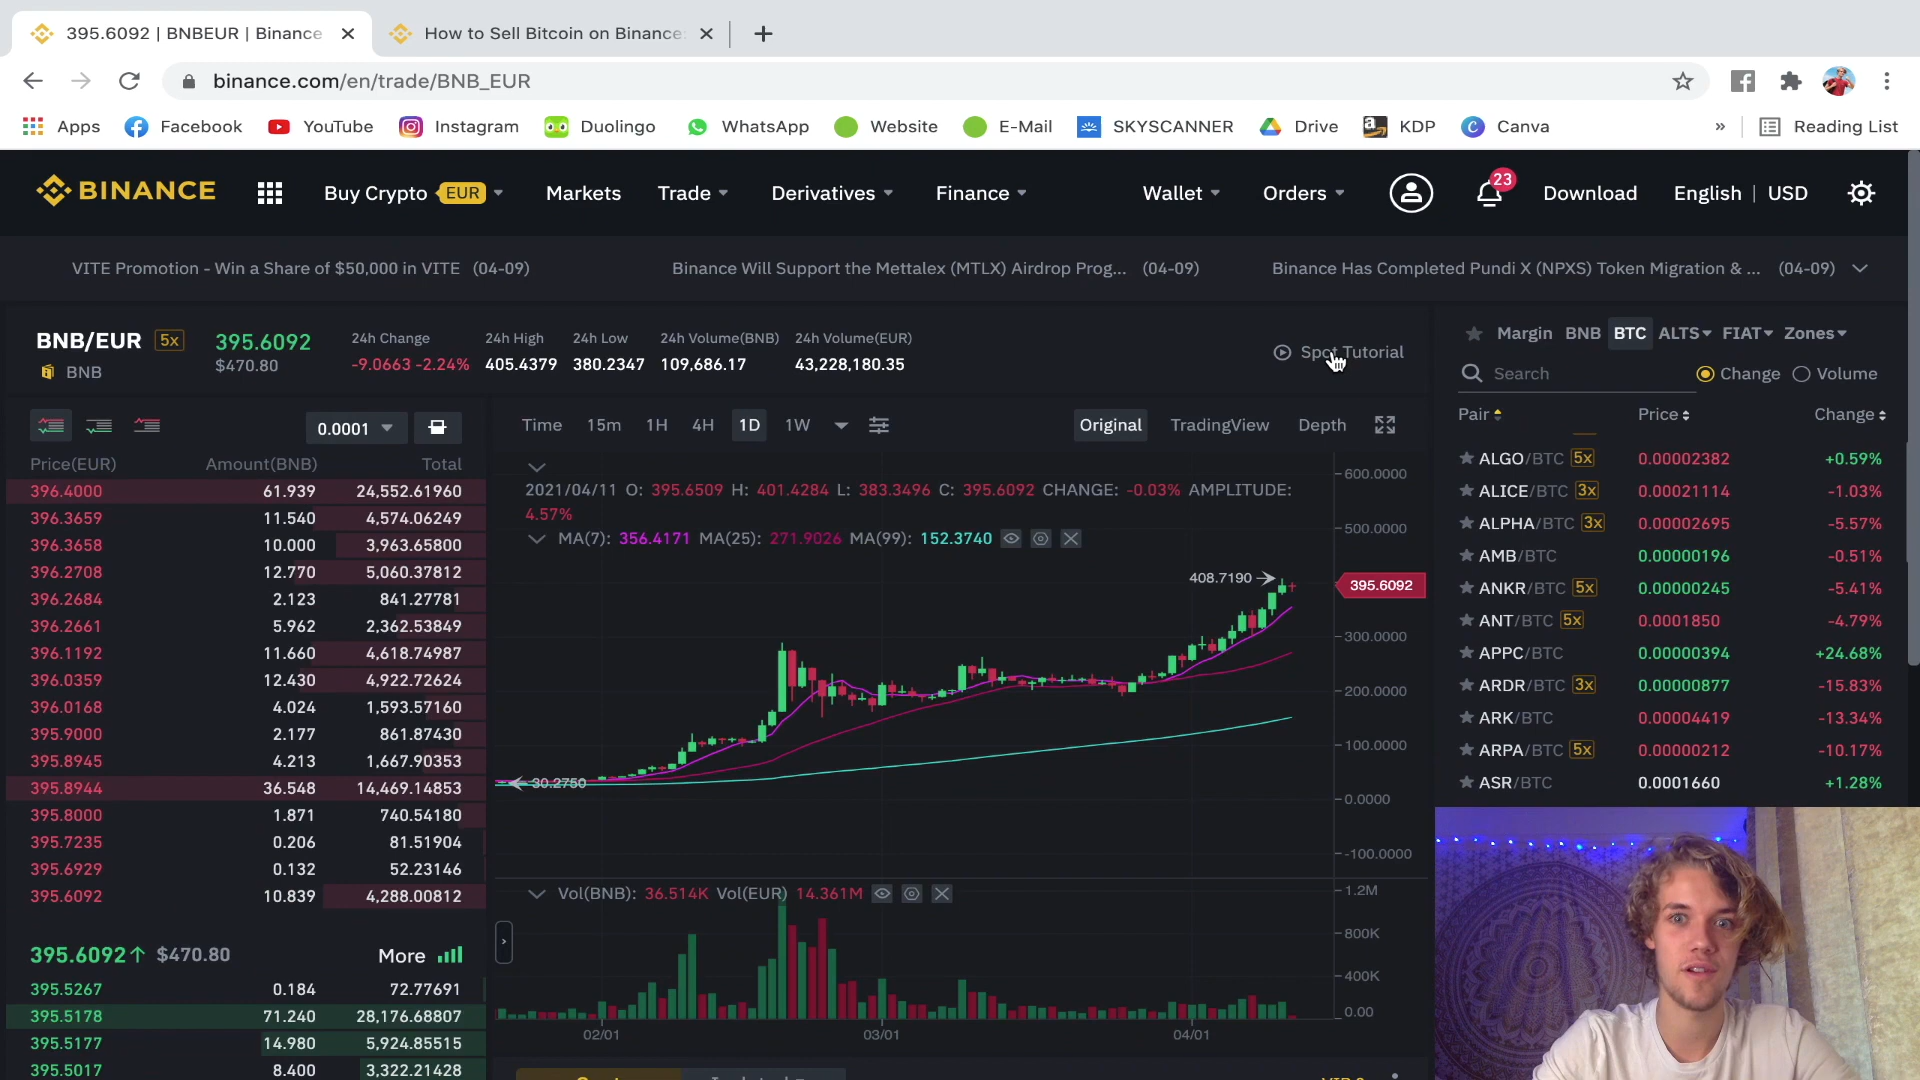 395.6092 | BNBEUR | Binance
How to Sell Bitcoin on Binance
binance.com/en/trade/BNB_EUR
Apps Facebook YouTube Instagram Duolingo WhatsApp Website E-Mail SKYSCANNER Drive KDP Canva » Reading List
BINANCE Buy Crypto EUR Markets Trade Derivatives Finance Wallet Orders 23 Download English | USD
VITE Promotion - Win a Share of $50,000 in VITE (04-09) Binance Will Support the Mettalex (MTLX) Airdrop Prog... (04-09) Binance Has Completed Pundi X (NPXS) Token Migration & ... (04-09)
BNB/EUR 5x
BNB
395.6092
$470.80
24h Change
-9.0663 -2.24%
24h High
405.4379
24h Low
380.2347
24h Volume(BNB)
109,686.17
24h Volume(EUR)
43,228,180.35
Spot Tutorial
0.0001
Price(EUR) Amount(BNB) Total
396.4000 61.939 24,552.61960
396.3659 11.540 4,574.06249
396.3658 10.000 3,963.65800
396.2708 12.770 5,060.37812
396.2684 2.123 841.27781
396.2661 5.962 2,362.53849
396.1192 11.660 4,618.74987
396.0359 12.430 4,922.72624
396.0168 4.024 1,593.57160
395.9000 2.177 861.87430
395.8945 4.213 1,667.90353
395.8944 36.548 14,469.14853
395.8000 1.871 740.54180
395.7235 0.206 81.51904
395.6929 0.132 52.23146
395.6092 10.839 4,288.00812
395.6092↑ $470.80 More
395.5267 0.184 72.77691
395.5178 71.240 28,176.68807
395.5177 14.980 5,924.85515
395.5017 8.400 3,322.21428
Time 15m 1H 4H 1D 1W Original TradingView Depth
2021/04/11 O: 395.6509 H: 401.4284 L: 383.3496 C: 395.6092 CHANGE: -0.03% AMPLITUDE:
4.57%
MA(7): 356.4171 MA(25): 271.9026 MA(99): 152.3740
408.7190
30.2750
600.0000
500.0000
395.6092
300.0000
200.0000
100.0000
0.0000
-100.0000
Vol(BNB): 36.514K Vol(EUR) 14.361M
1.2M
800K
400K
0.00
02/01 03/01 04/01
Margin BNB BTC ALTS FIAT Zones
Search Change Volume
Pair Price Change
ALGO/BTC 5x 0.00002382 +0.59%
ALICE/BTC 3x 0.00021114 -1.03%
ALPHA/BTC 3x 0.00002695 -5.57%
AMB/BTC 0.00000196 -0.51%
ANKR/BTC 5x 0.00000245 -5.41%
ANT/BTC 5x 0.0001850 -4.79%
APPC/BTC 0.00000394 +24.68%
ARDR/BTC 3x 0.00000877 -15.83%
ARK/BTC 0.00004419 -13.34%
ARPA/BTC 5x 0.00000212 -10.17%
ASR/BTC 0.0001660 +1.28%